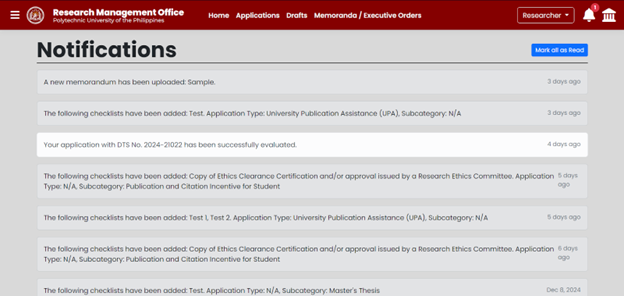 Research Management Office
Polytechnic University of the Philippines
Home Applications Drafts Memoranda / Executive Orders
Researcher
1
Notifications
Mark all as Read
A new memorandum has been uploaded: Sample. 3 days ago
The following checklists have been added: Test. Application Type: University Publication Assistance (UPA), Subcategory: N/A 3 days ago
Your application with DTS No. 2024-21022 has been successfully evaluated. 4 days ago
The following checklists have been added: Copy of Ethics Clearance Certification and/or approval issued by a Research Ethics Committee. Application 5 days
Type: N/A, Subcategory: Publication and Citation Incentive for Student ago
The following checklists have been added: Test 1, Test 2. Application Type: University Publication Assistance (UPA), Subcategory: N/A 5 days ago
The following checklists have been added: Copy of Ethics Clearance Certification and/or approval issued by a Research Ethics Committee. Application 6 days
Type: N/A, Subcategory: Publication and Citation Incentive for Student ago
The following checklists have been added: Test. Application Type: N/A, Subcategory: Master's Thesis Dec 9, 2024